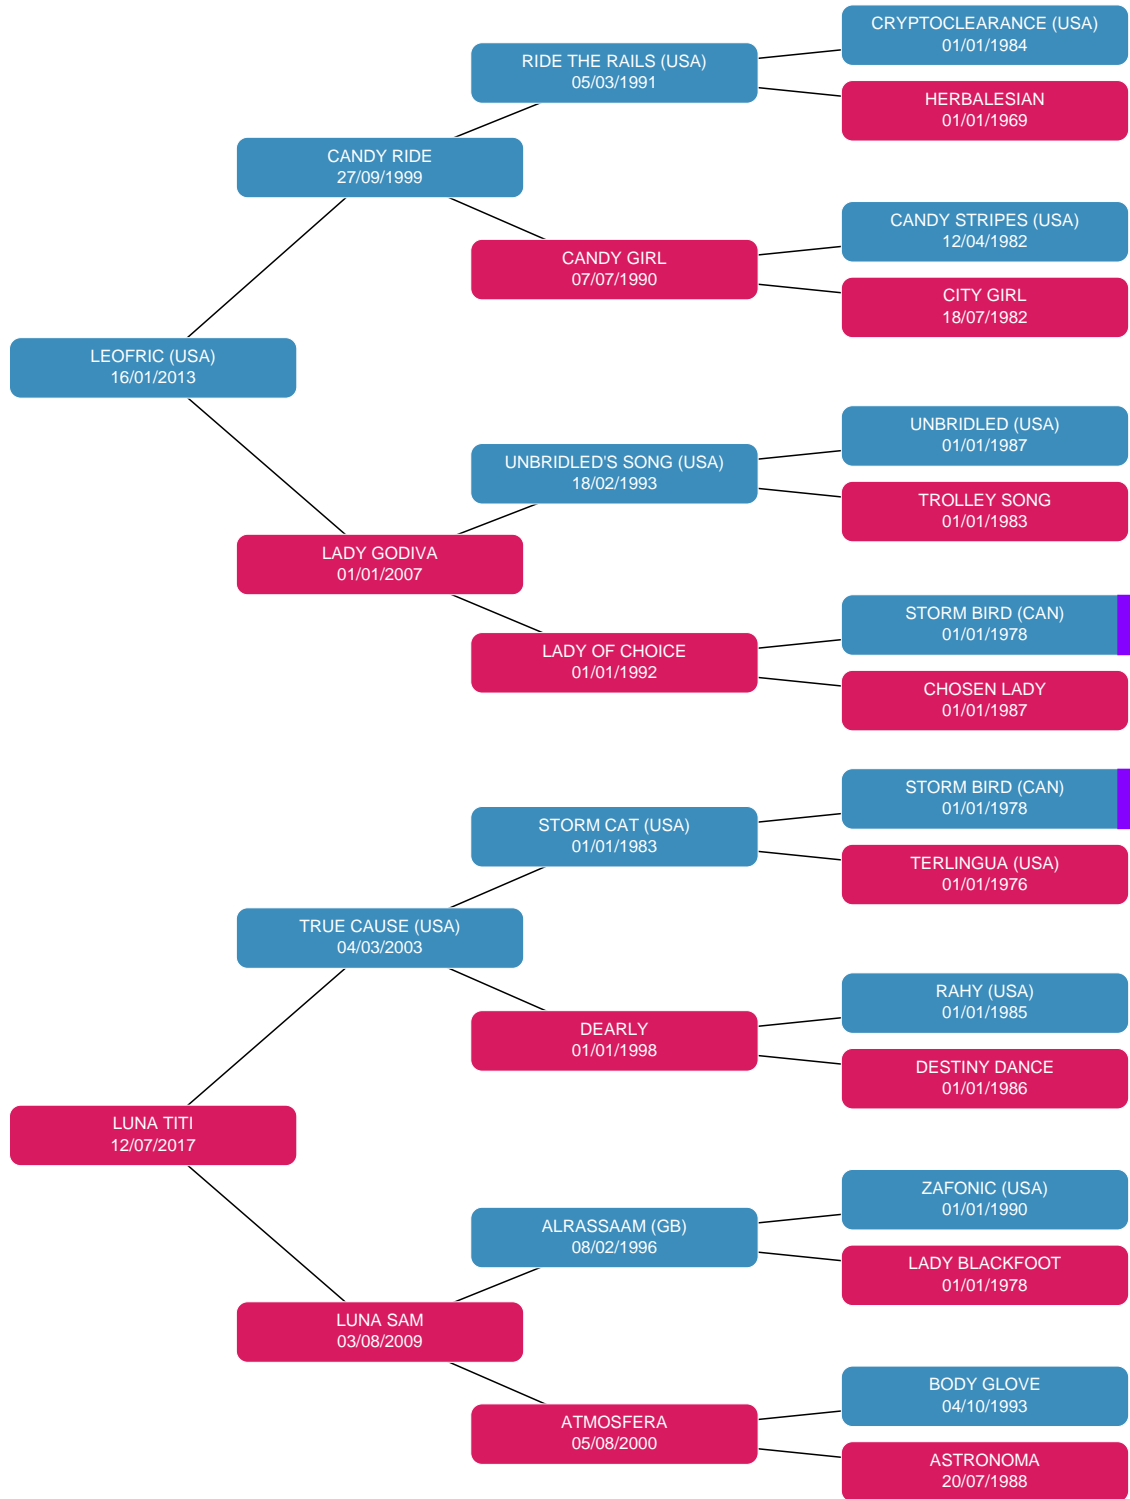 CRYPTOCLEARANCE (USA)
01/01/1984
RIDE THE RAILS (USA)
05/03/1991
HERBALESIAN
01/01/1969
CANDY RIDE
27/09/1999
CANDY STRIPES (USA)
12/04/1982
CANDY GIRL
07/07/1990
CITY GIRL
18/07/1982
LEOFRIC (USA)
16/01/2013
UNBRIDLED (USA)
01/01/1987
UNBRIDLED'S SONG (USA)
18/02/1993
TROLLEY SONG
01/01/1983
LADY GODIVA
01/01/2007
STORM BIRD (CAN)
01/01/1978
LADY OF CHOICE
01/01/1992
CHOSEN LADY
01/01/1987
STORM BIRD (CAN)
01/01/1978
STORM CAT (USA)
01/01/1983
TERLINGUA (USA)
01/01/1976
TRUE CAUSE (USA)
04/03/2003
RAHY (USA)
01/01/1985
DEARLY
01/01/1998
DESTINY DANCE
01/01/1986
LUNA TITI
12/07/2017
ZAFONIC (USA)
01/01/1990
ALRASSAAM (GB)
08/02/1996
LADY BLACKFOOT
01/01/1978
LUNA SAM
03/08/2009
BODY GLOVE
04/10/1993
ATMOSFERA
05/08/2000
ASTRONOMA
20/07/1988